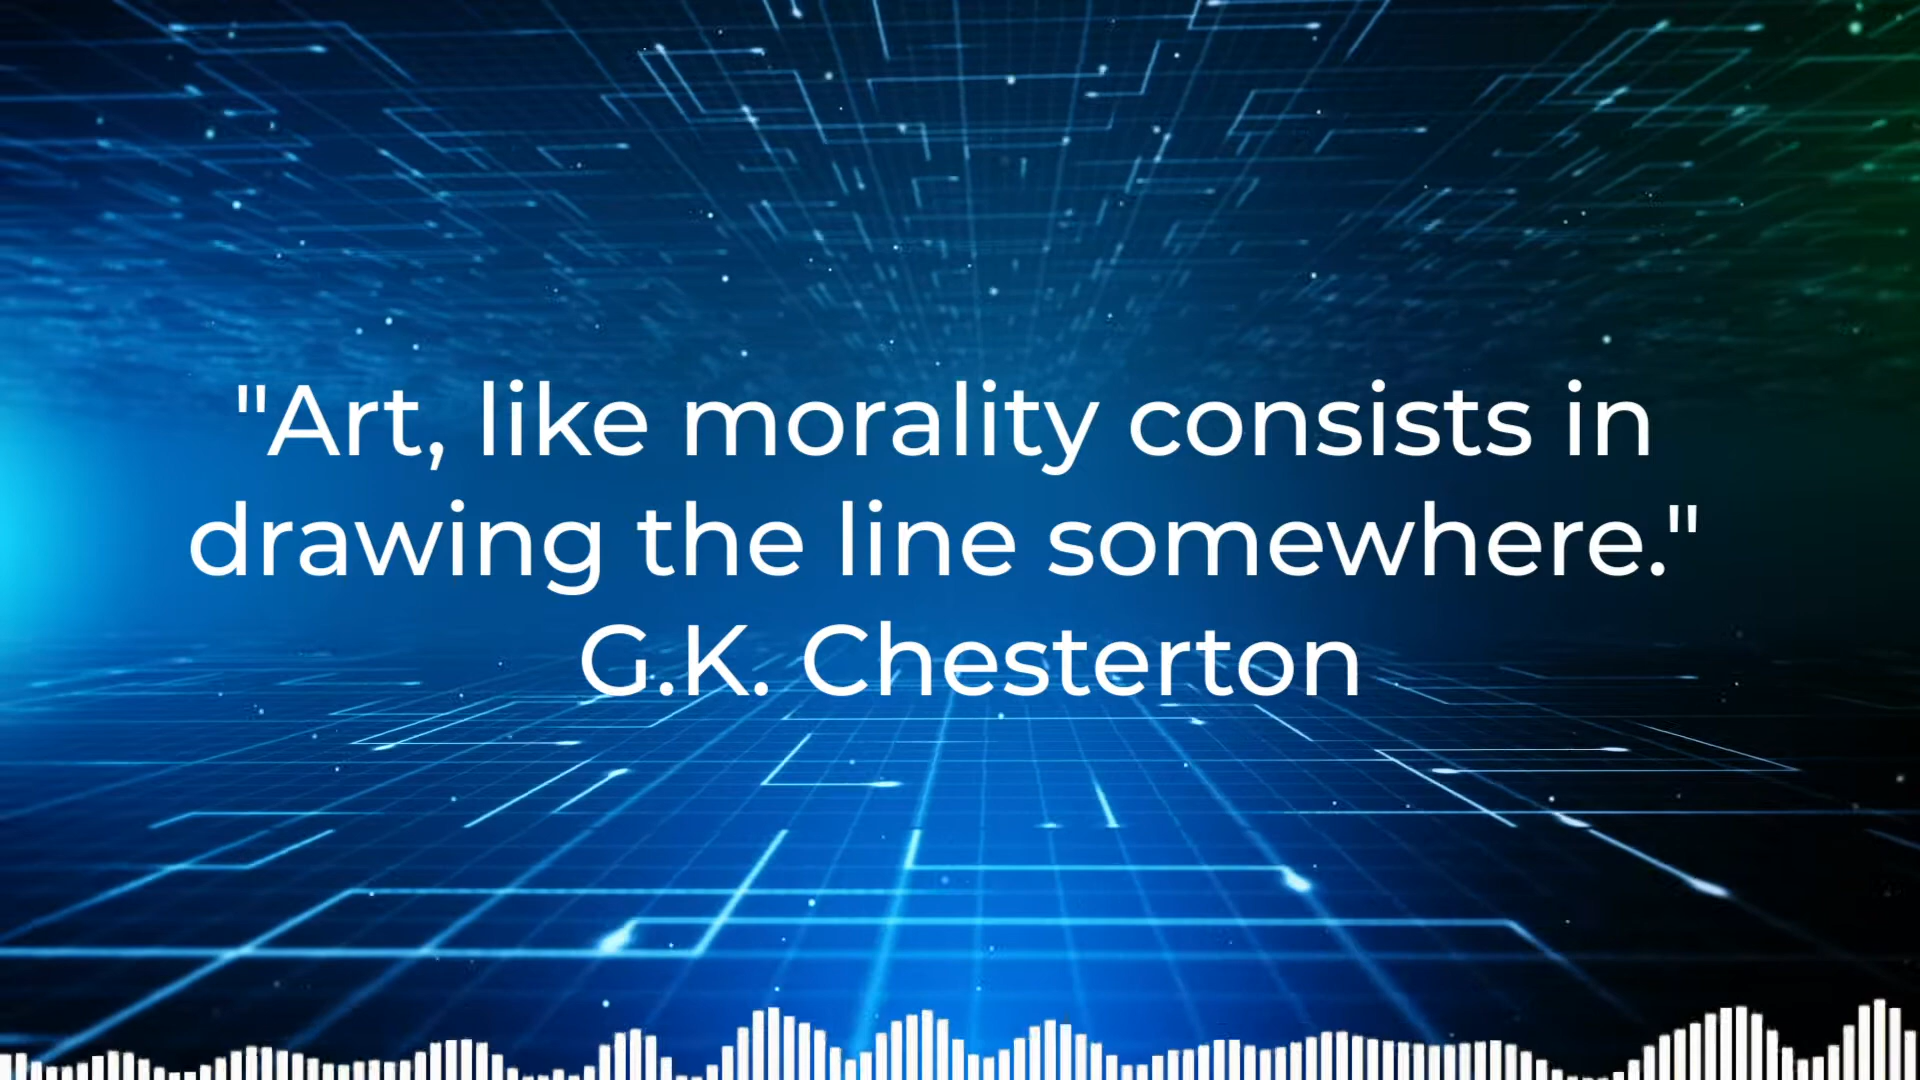 "Art, like morality consists in
drawing the line somewhere."
G.K. Chesterton